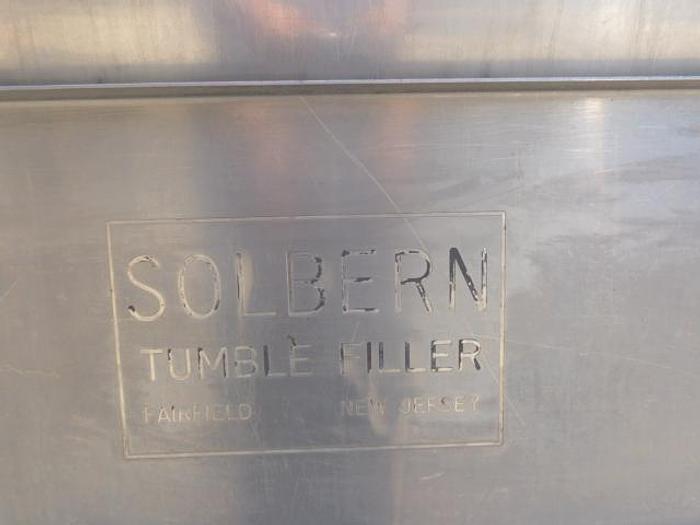 SOLBERN
TUMBLE FILLER
FAIRFIELD NEW JERSEY